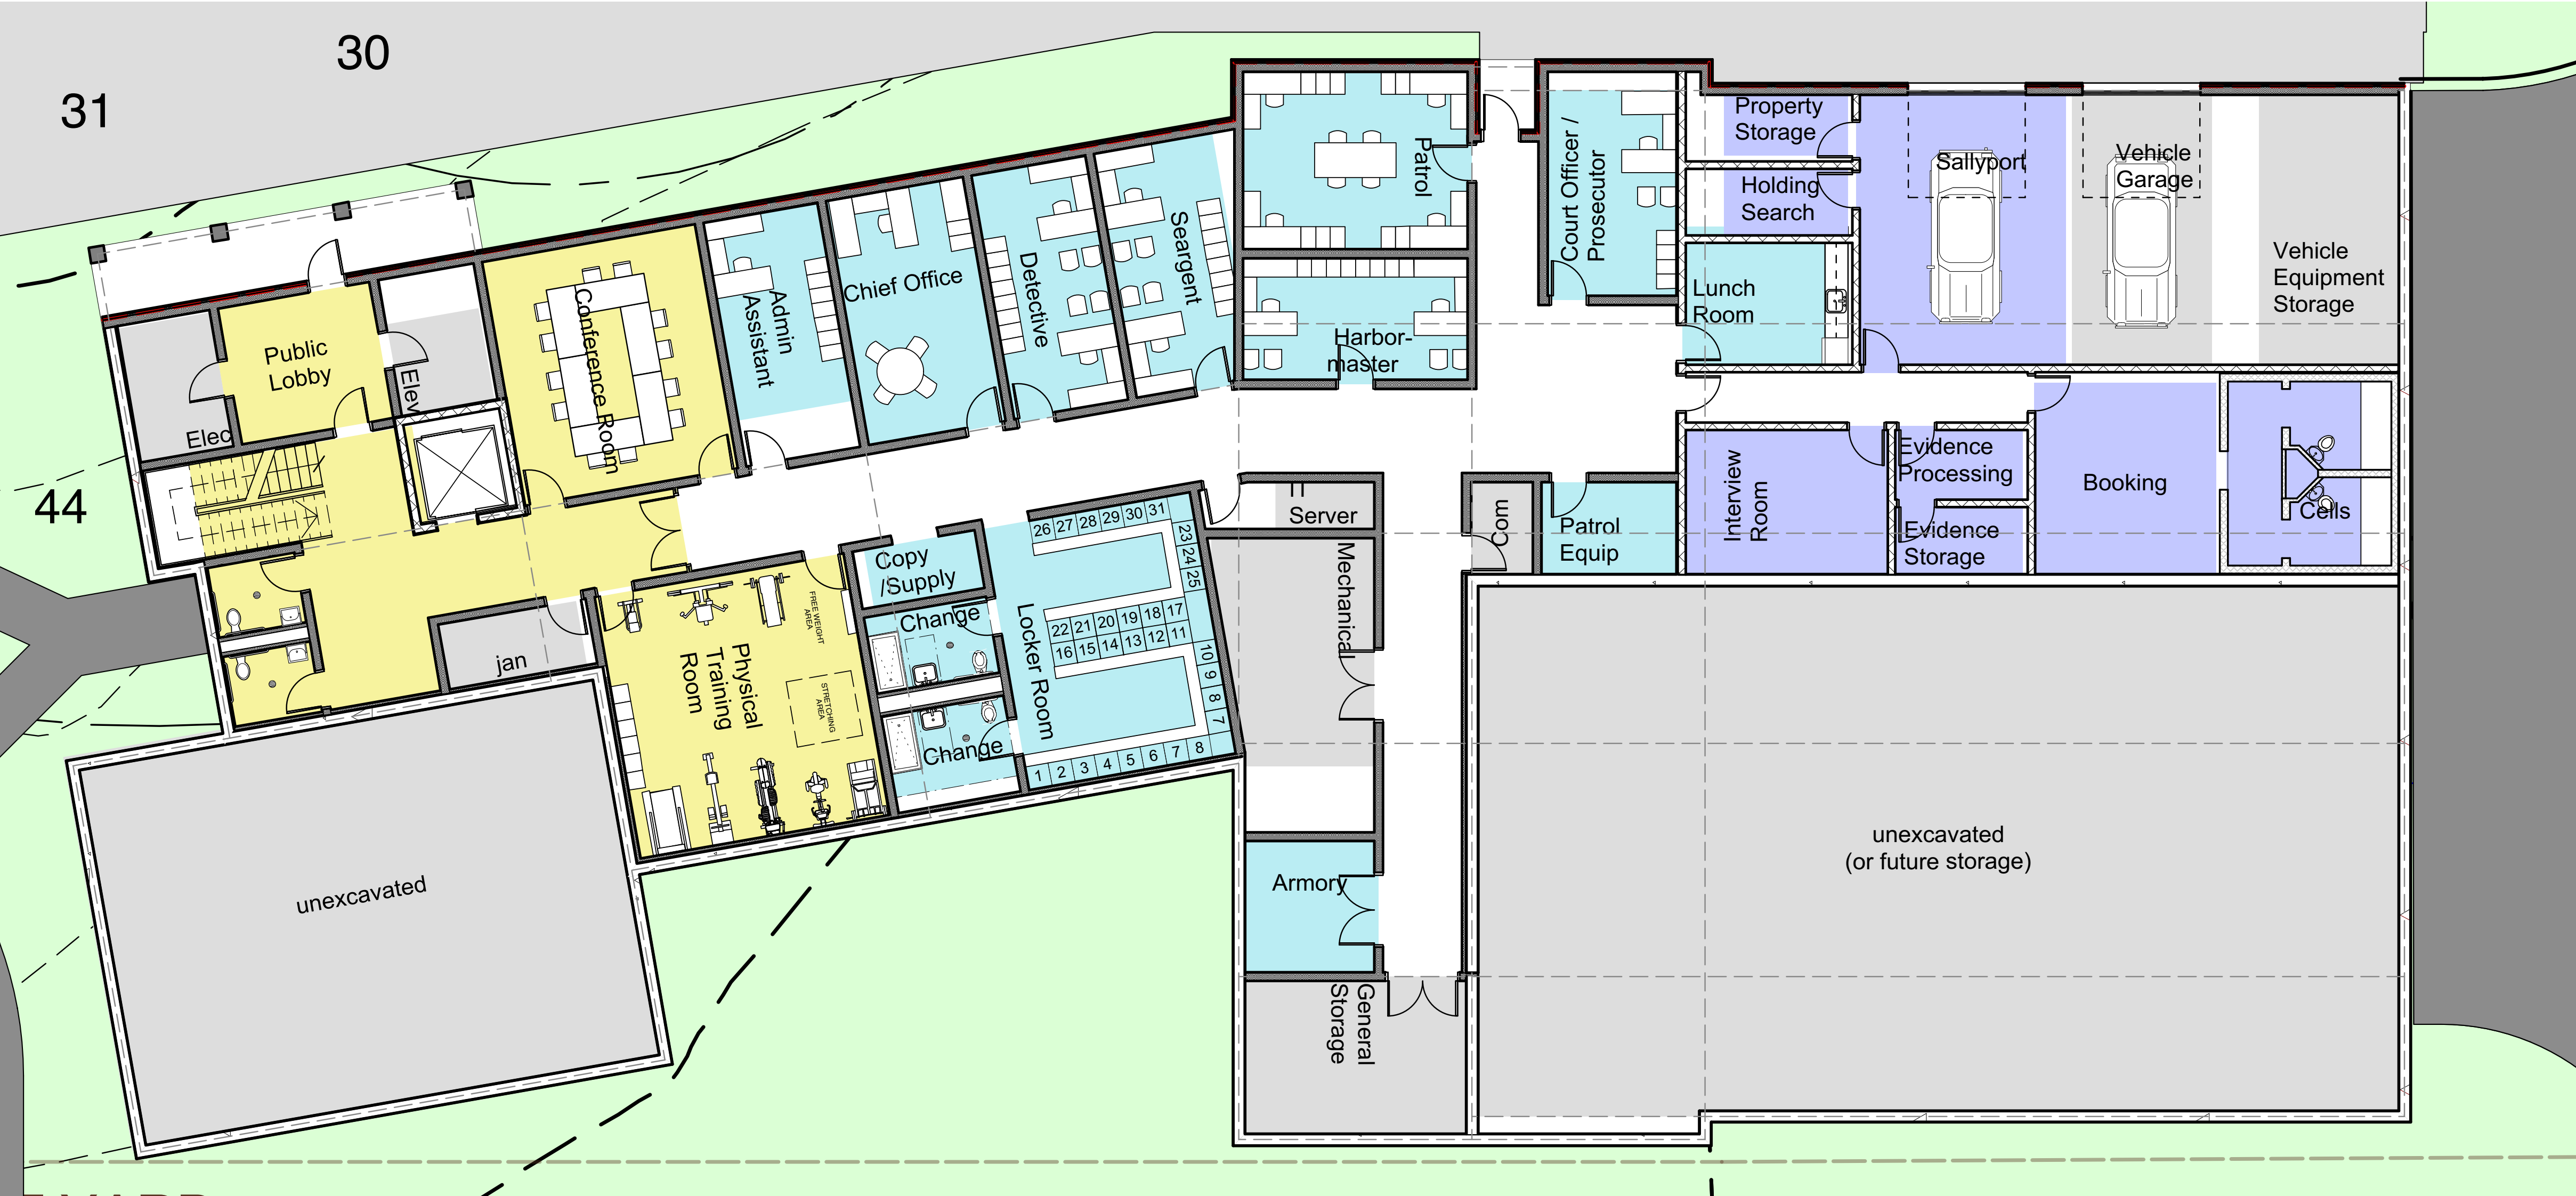 30
31
44
Public
Lobby
Elec
Elev
Conference Room
Admin
Assistant
Chief Office
Detective
Seargent
Patrol
Harbor-
master
Court Officer /
Prosecutor
Property
Storage
Holding
Search
Lunch
Room
Sallyport
Vehicle
Garage
Vehicle
Equipment
Storage
Interview
Room
Evidence
Processing
Evidence
Storage
Booking
Cells
Patrol
Equip
Com
Server
Mechanical
Armory
General
Storage
Copy
/Supply
Change
Change
Locker Room
26 27 28 29 30 31
23 24 25
22 21 20 19 18 17
16 15 14 13 12 11
10 9 8 7
1 2 3 4 5 6 7 8
Physical
Training
Room
FREE WEIGHT
AREA
STRETCHING
AREA
jan
unexcavated
unexcavated
(or future storage)